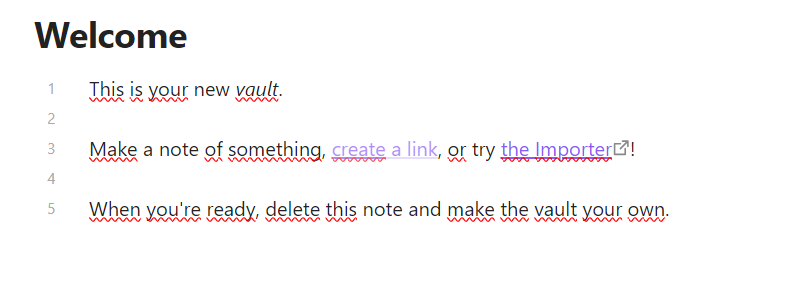 Welcome
1 This is your new vault.
2
3 Make a note of something, create a link, or try the Importer!
4
5 When you're ready, delete this note and make the vault your own.